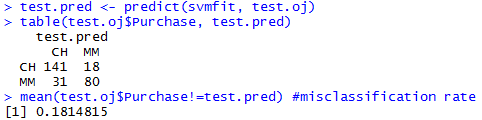 > test.pred <- predict(svmfit, test.oj)
> table(test.oj$Purchase, test.pred)
    test.pred
      CH  MM
  CH 141  18
  MM  31  80
> mean(test.oj$Purchase!=test.pred) #misclassification rate
[1] 0.1814815